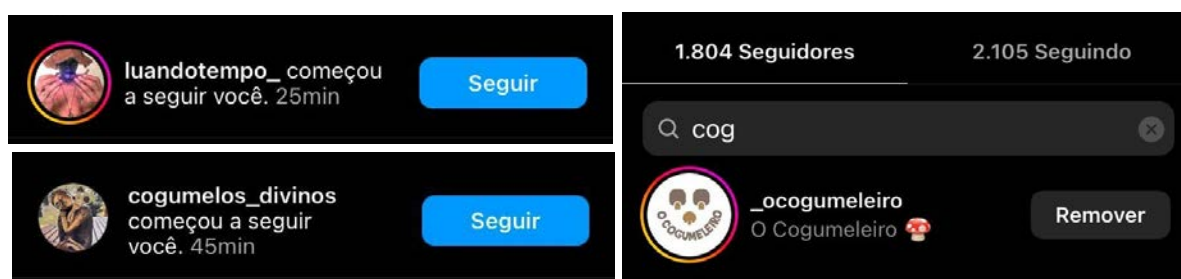 luandotempo_ começou
a seguir você. 25min
Seguir
cogumelos_divinos
começou a seguir
você. 45min
Seguir
1.804 Seguidores
2.105 Seguindo
cog
O COGUMELEIRO
_ocogumeleiro
O Cogumeleiro 🍄
Remover